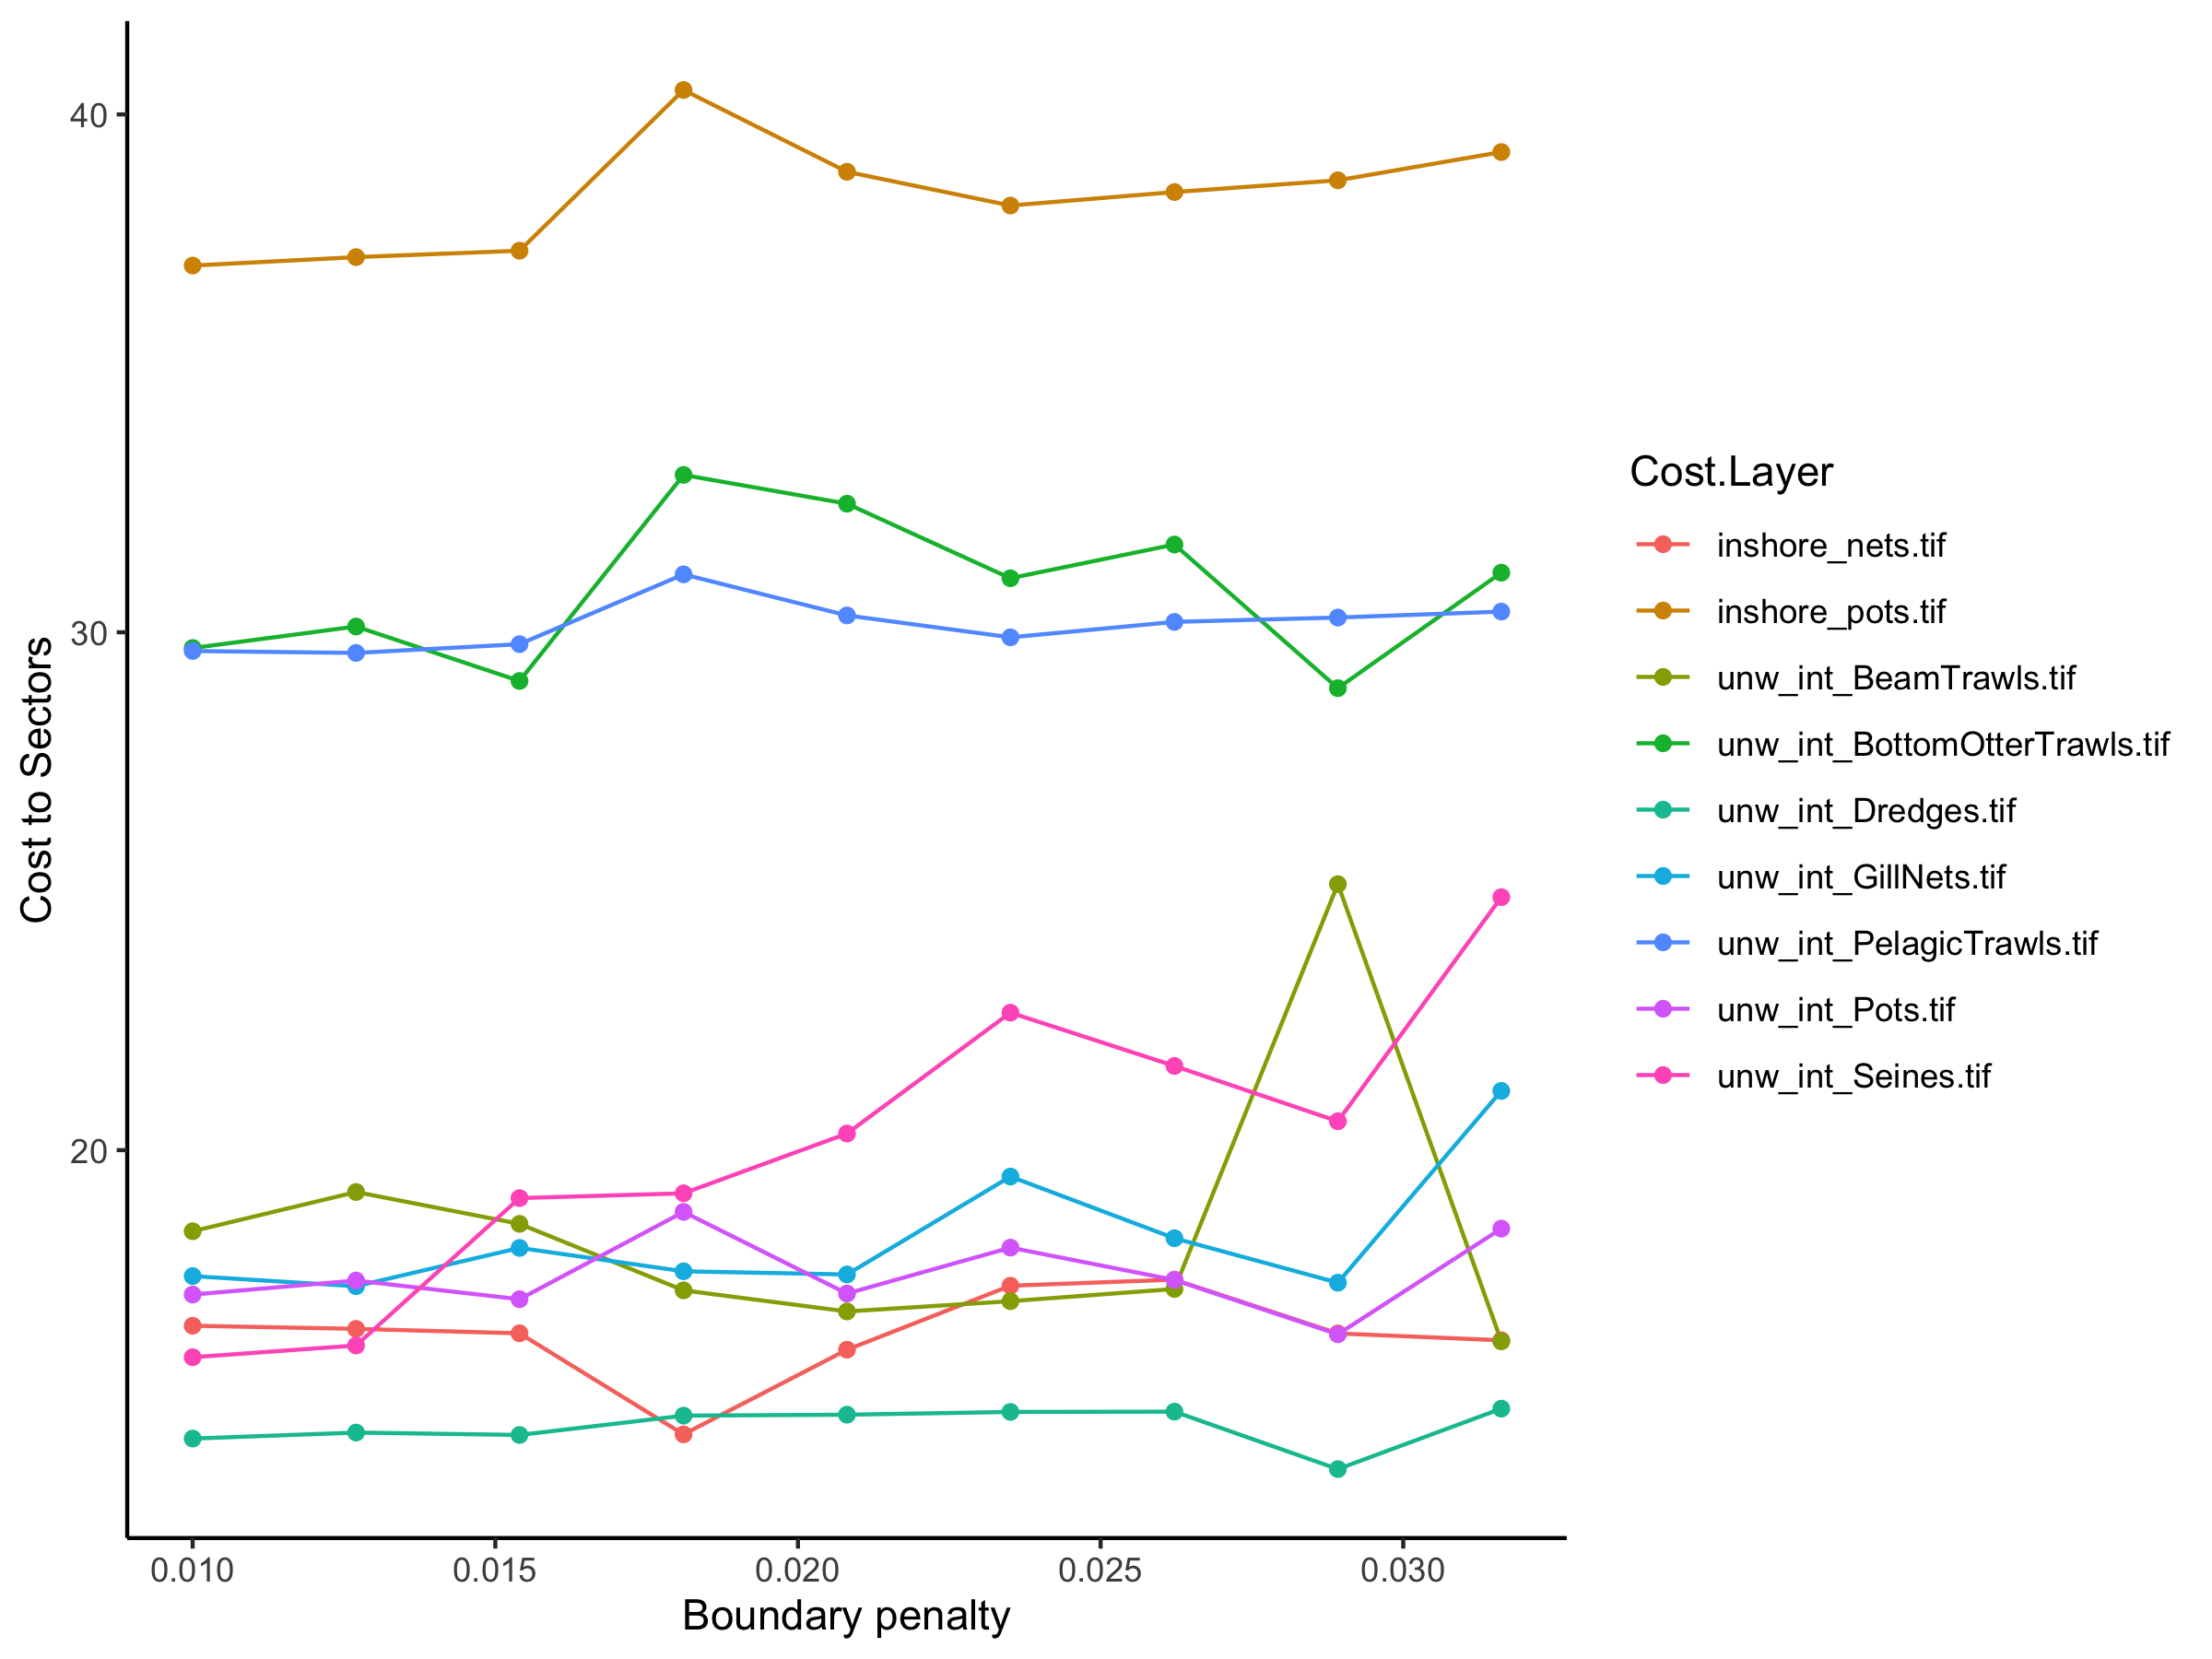 40
30
20
Cost to Sectors
0.010
0.015
0.020
0.025
0.030
Boundary penalty
Cost.Layer
inshore_nets.tif
inshore_pots.tif
unw_int_BeamTrawls.tif
unw_int_BottomOtterTrawls.tif
unw_int_Dredges.tif
unw_int_GillNets.tif
unw_int_PelagicTrawls.tif
unw_int_Pots.tif
unw_int_Seines.tif